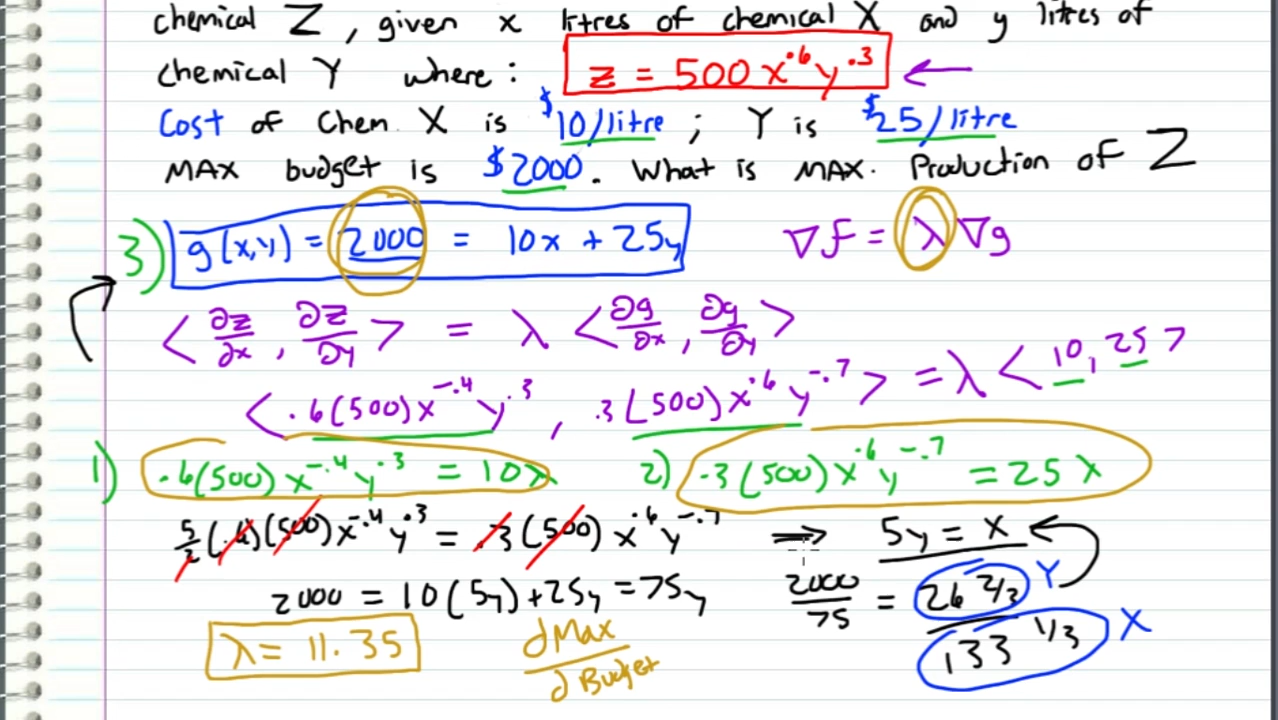 chemical Z, given x litres of chemical X and y litres of
chemical Y where: z = 500 x^.6 y^.3 ←
Cost of Chem. X is $10/litre ; Y is $25/litre
MAX budget is $2000. What is MAX. Production of Z
3) g(x,y) = 2000 = 10x + 25y ∇f = λ∇g
<∂z/∂x, ∂z/∂y> = λ <∂g/∂x, ∂g/∂y>
<.6(500)x^-.4 y^.3, .3(500)x^.6 y^-.7> = λ<10, 25>
1) .6(500)x^-.4 y^.3 = 10λ 2) .3(500)x^.6 y^-.7 = 25λ
5/2(.6)(500)x^-.4 y^.3 = .3(500)x^.6 y^-.7 ⇒ 5y = x
2000 = 10(5y)+25y = 75y 2000/75 = 26 2/3 Y
λ = 11.35 ∂Max/∂Budget 133 1/3 X